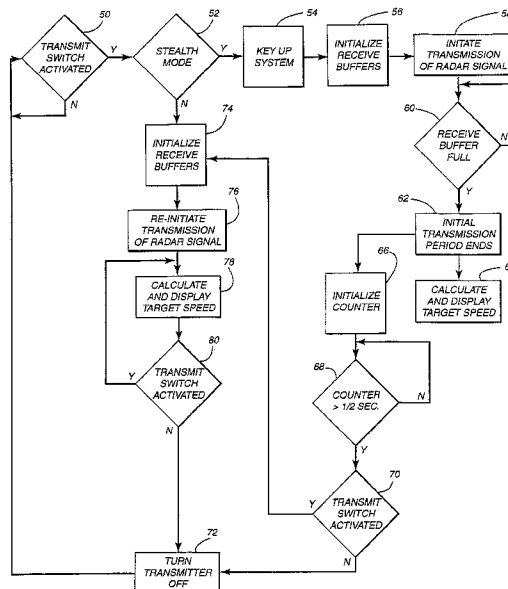 50
TRANSMIT
SWITCH
ACTIVATED
Y
N
52
STEALTH
MODE
Y
N
54
KEY UP
SYSTEM
56
INITIALIZE
RECEIVE
BUFFERS
INITATE
TRANSMISSION
OF RADAR SIGNAL
60
RECEIVE
BUFFER
FULL
N
Y
62
INITIAL
TRANSMISSION
PERIOD ENDS
CALCULATE
AND DISPLAY
TARGET SPEED
66
INITIALIZE
COUNTER
68
COUNTER
> 1/2 SEC.
N
Y
70
TRANSMIT
SWITCH
ACTIVATED
Y
N
74
INITIALIZE
RECEIVE
BUFFERS
76
RE-INITIATE
TRANSMISSION
OF RADAR SIGNAL
78
CALCULATE
AND DISPLAY
TARGET SPEED
80
TRANSMIT
SWITCH
ACTIVATED
Y
N
72
TURN
TRANSMITTER
OFF